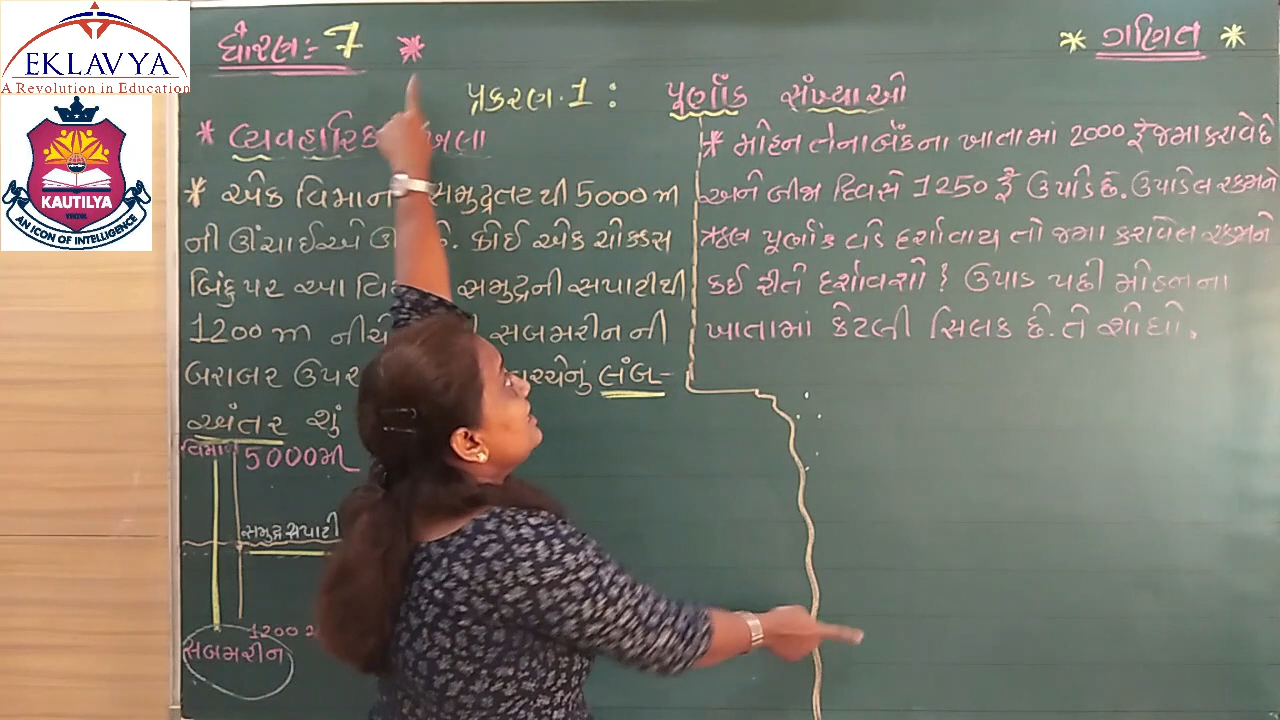 EKLAVYA
A Revolution in Education
KAUTILYA
AN ICON OF INTELLIGENCE
ધોરણ:- 7
* ગણિત *
પ્રકરણ.1 : પૂર્ણાંક સંખ્યાઓ
* વ્યવહારિક
* એક વિમાન સમુદ્રતટથી 5000 મ
ની ઊંચાઈએ છે. કોઈ એક ચોક્કસ
બિંદુ પર આ સમુદ્રની સપાટીથી
1200 મ સબમરીન ની
બરાબર ઉપર લંબ-
અંતર શું
વિમાન 5000મી
સમુદ્ર સપાટી
1200
સબમરીન
* મોહન તેના બેંકના ખાતામાં 2000 રૂ જમા કરાવે છે
અને બીજા દિવસે 1250 રૂ ઉપાડે છે. ઉપાડેલ રકમને
ઋણ પૂર્ણાંક વડે દર્શાવાય તો જમા કરાવેલ રકમને
કઈ રીતે દર્શાવશો ? ઉપાડ પછી મોહનના
ખાતામાં કેટલી સિલક છે. તે શોધો.